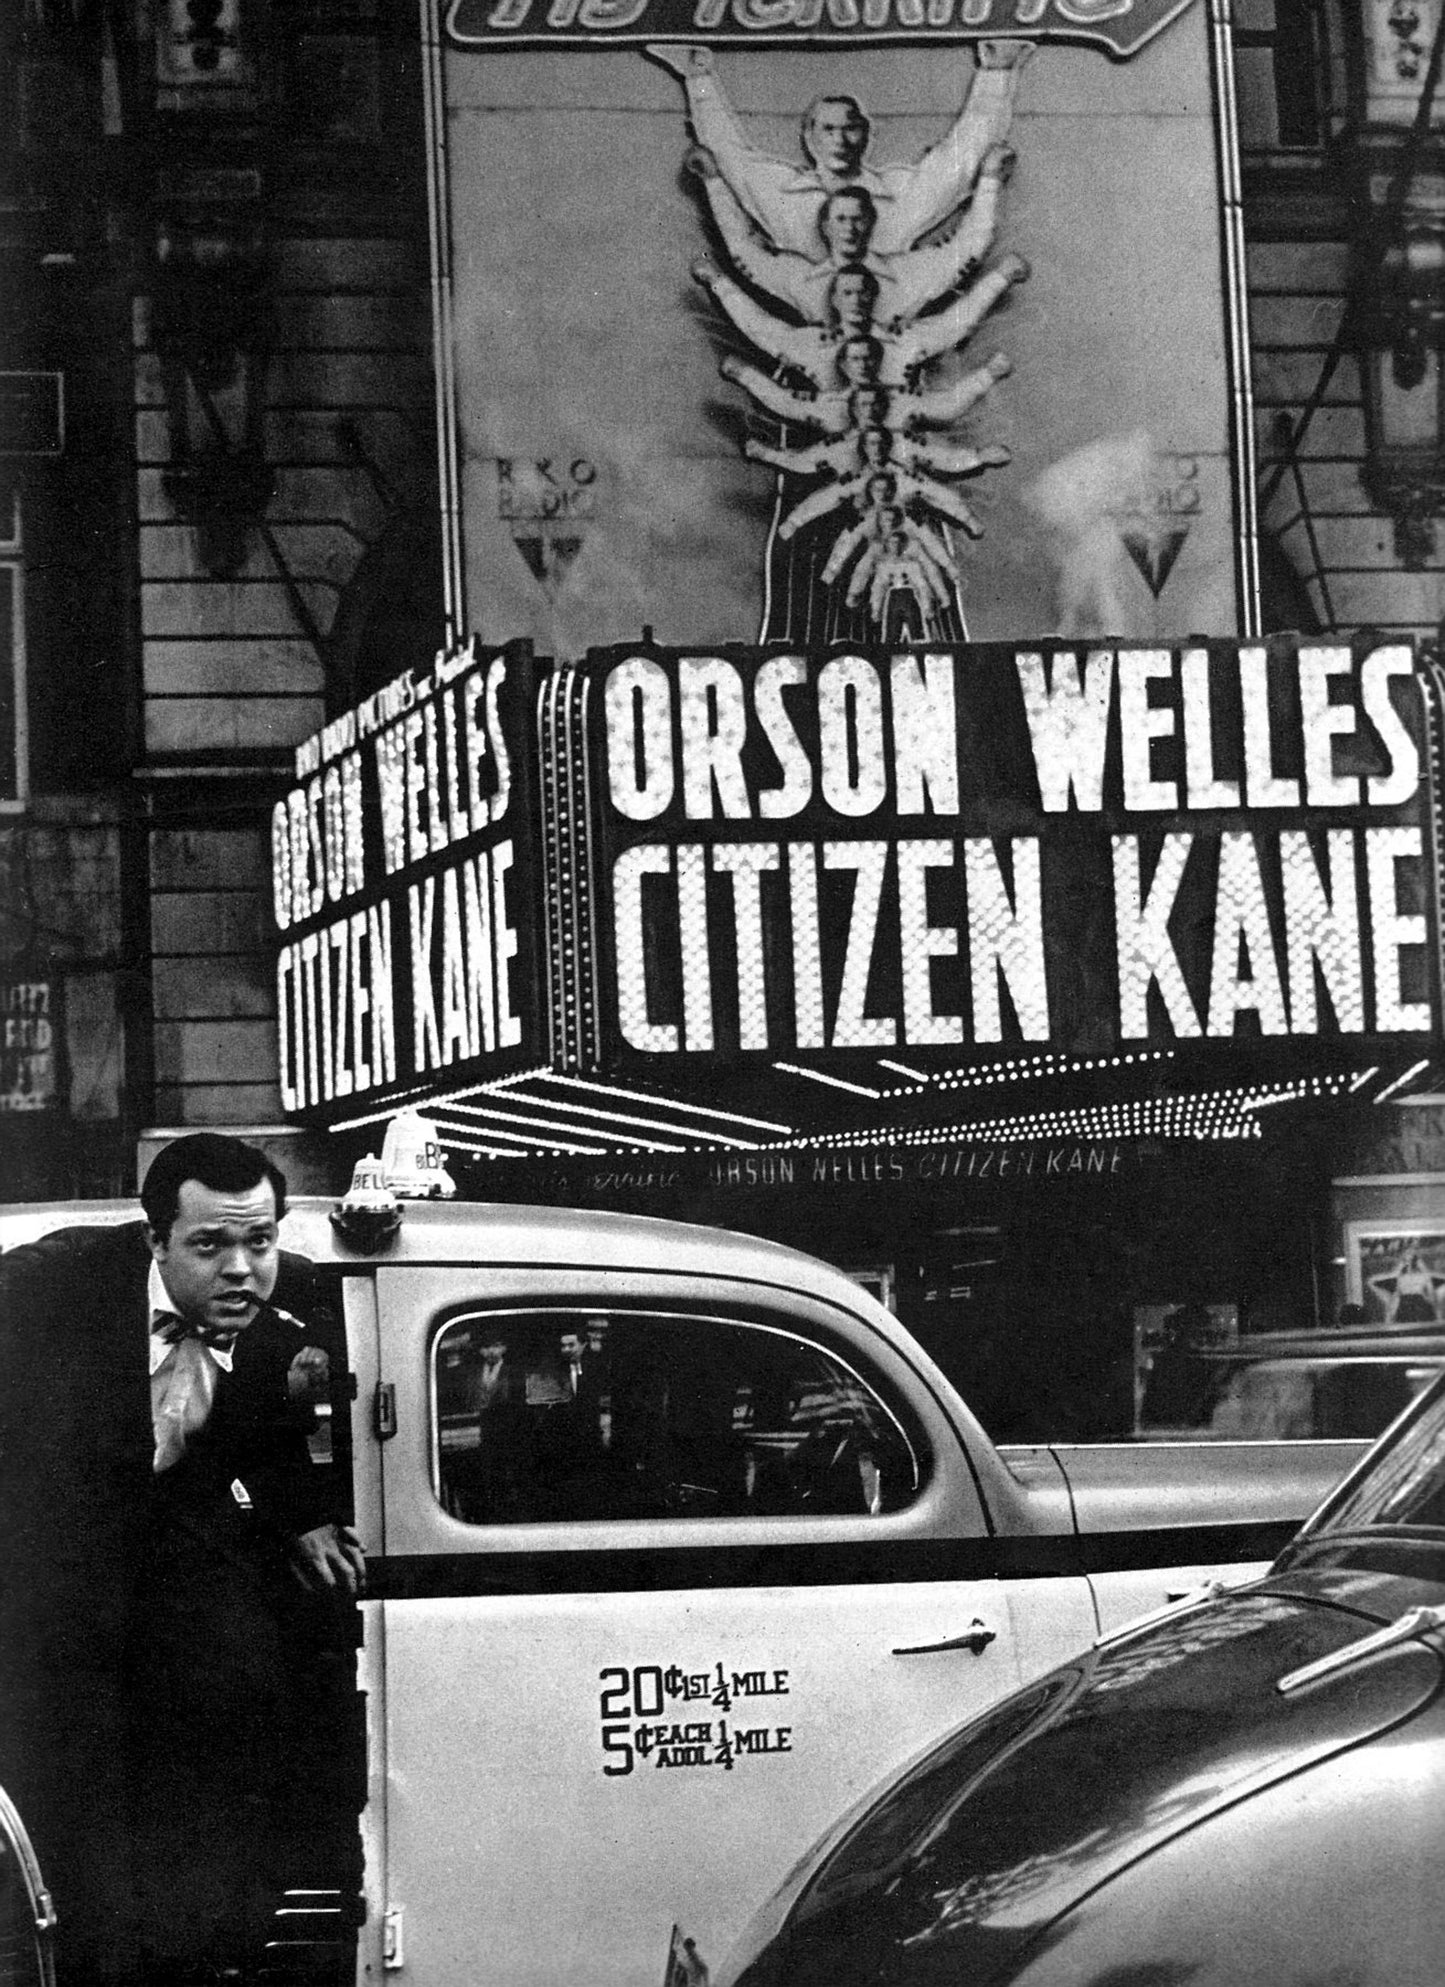 RKO
RADIO
ORSON WELLES
CITIZEN KANE
ORSON WELLES
CITIZEN KANE
ORSON WELLES CITIZEN KANE
BELL
20¢ 1ST 1/4 MILE
5¢ EACH ADDL 1/4 MILE